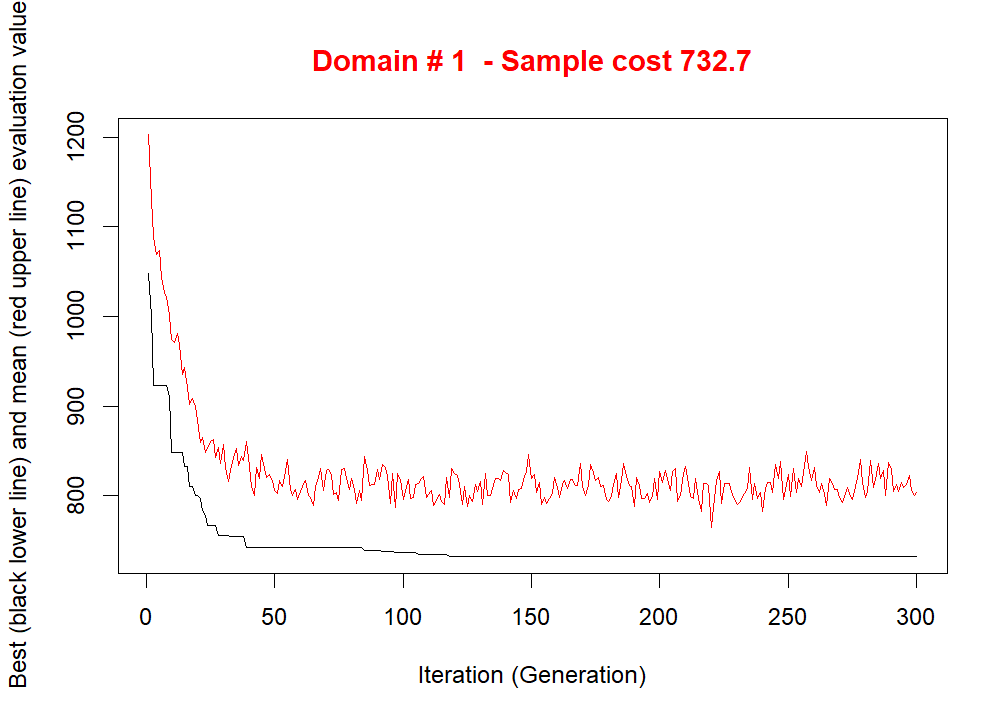 Domain # 1  - Sample cost 732.7
Best (black lower line) and mean (red upper line) evaluation value
1200
1100
1000
900
800
0 50 100 150 200 250 300
Iteration (Generation)